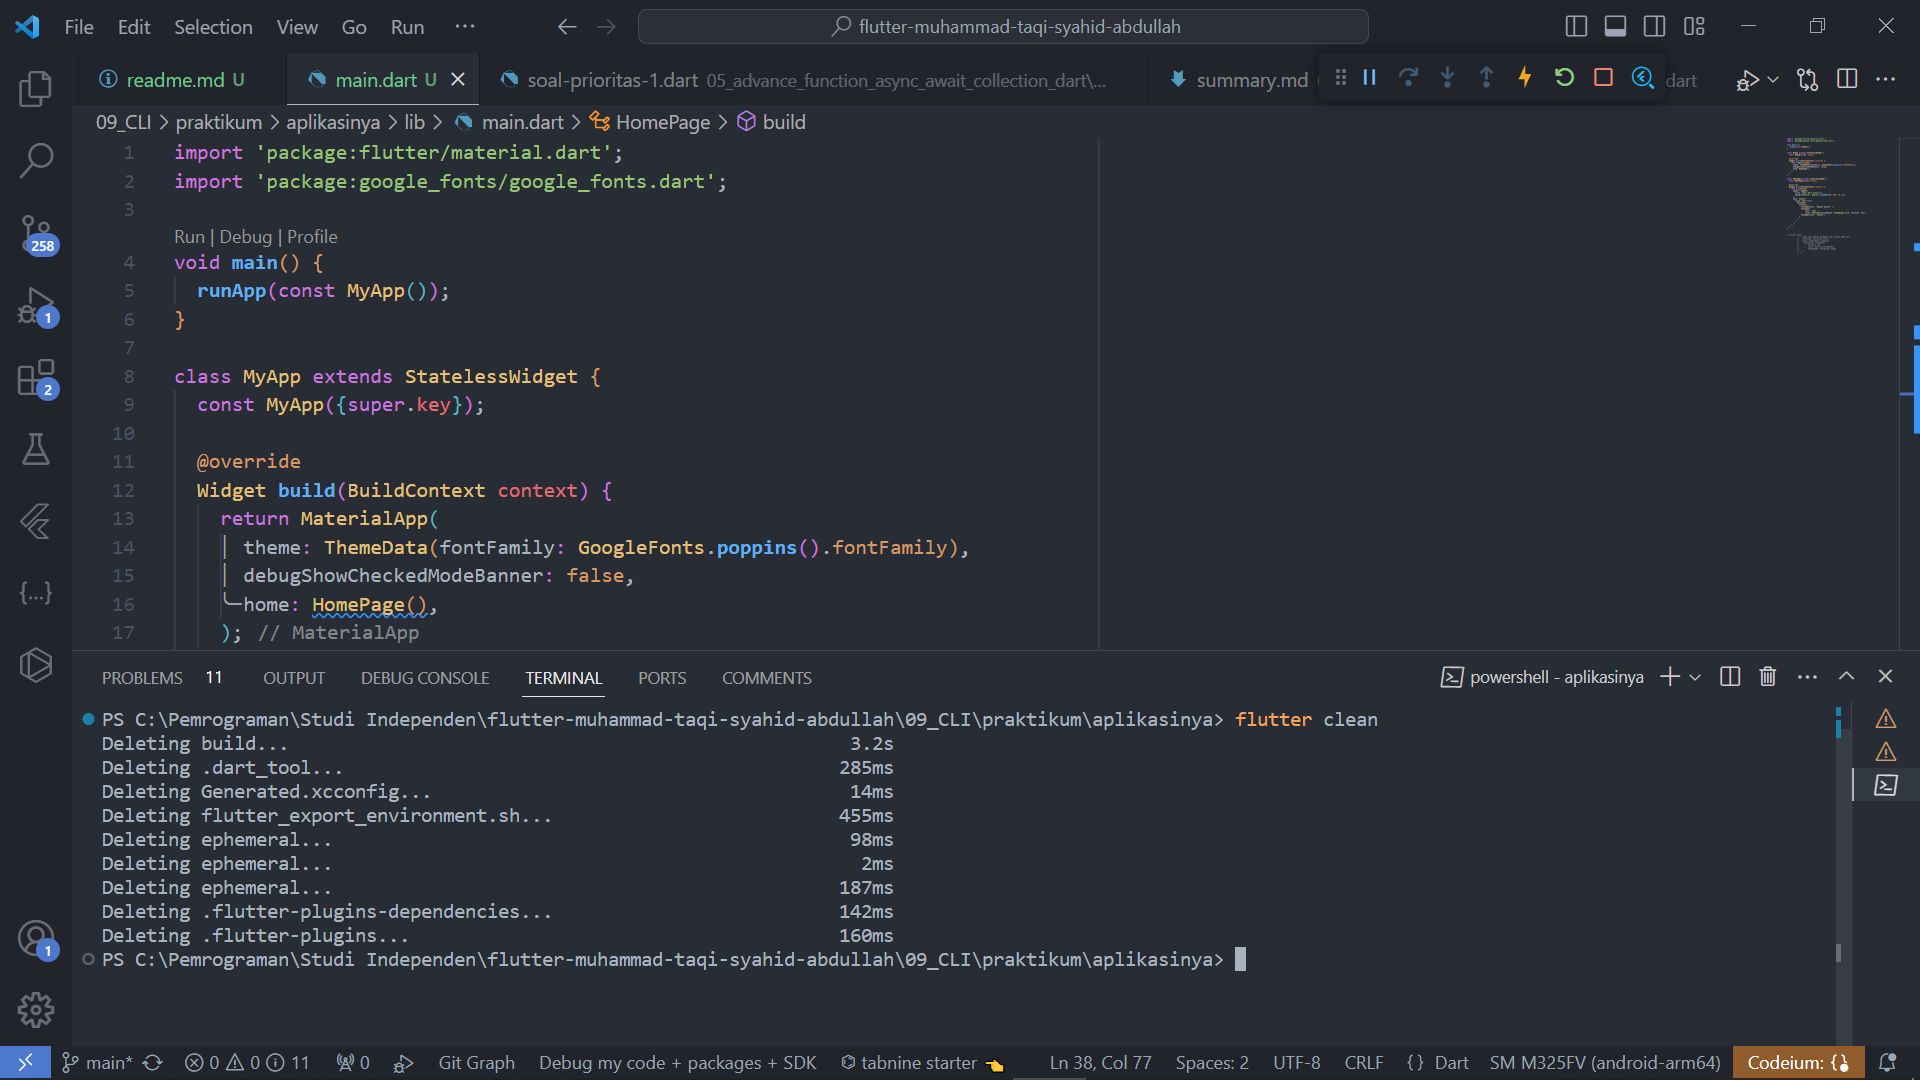 File Edit Selection View Go Run ··· flutter-muhammad-taqi-syahid-abdullah
readme.md U main.dart U soal-prioritas-1.dart 05_advance_function_async_await_collection_dart\... summary.md dart
09_CLI > praktikum > aplikasinya > lib > main.dart > HomePage > build
1 import 'package:flutter/material.dart';
2 import 'package:google_fonts/google_fonts.dart';
3
Run | Debug | Profile
4 void main() {
5 runApp(const MyApp());
6 }
7
8 class MyApp extends StatelessWidget {
9 const MyApp({super.key});
10
11 @override
12 Widget build(BuildContext context) {
13 return MaterialApp(
14 theme: ThemeData(fontFamily: GoogleFonts.poppins().fontFamily),
15 debugShowCheckedModeBanner: false,
16 home: HomePage(),
17 ); // MaterialApp
258
1
2
1
PROBLEMS 11 OUTPUT DEBUG CONSOLE TERMINAL PORTS COMMENTS powershell - aplikasinya
PS C:\Pemrograman\Studi Independen\flutter-muhammad-taqi-syahid-abdullah\09_CLI\praktikum\aplikasinya> flutter clean
Deleting build... 3.2s
Deleting .dart_tool... 285ms
Deleting Generated.xcconfig... 14ms
Deleting flutter_export_environment.sh... 455ms
Deleting ephemeral... 98ms
Deleting ephemeral... 2ms
Deleting ephemeral... 187ms
Deleting .flutter-plugins-dependencies... 142ms
Deleting .flutter-plugins... 160ms
PS C:\Pemrograman\Studi Independen\flutter-muhammad-taqi-syahid-abdullah\09_CLI\praktikum\aplikasinya>
main* 0 0 11 0 Git Graph Debug my code + packages + SDK tabnine starter Ln 38, Col 77 Spaces: 2 UTF-8 CRLF {} Dart SM M325FV (android-arm64) Codeium: {}